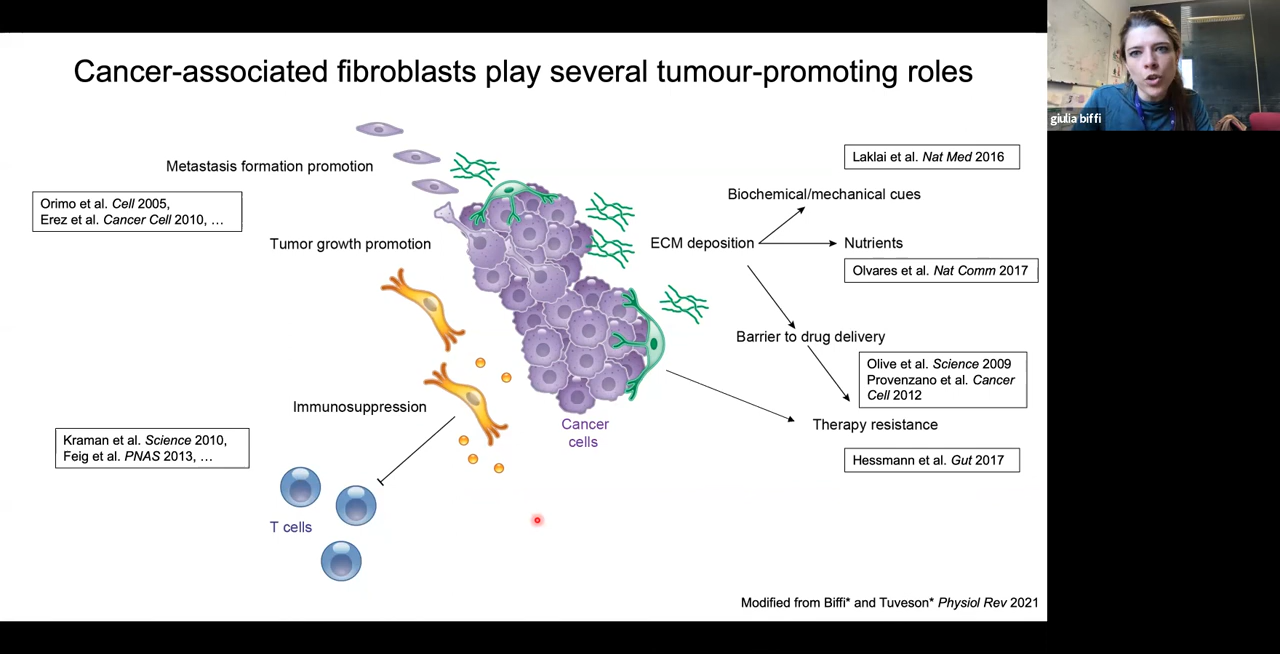 Cancer-associated fibroblasts play several tumour-promoting roles
giulia biffi
Metastasis formation promotion
Orimo et al. Cell 2005,
Erez et al. Cancer Cell 2010, …
Tumor growth promotion
Immunosuppression
Kraman et al. Science 2010,
Feig et al. PNAS 2013, …
T cells
Cancer
cells
Laklai et al. Nat Med 2016
Biochemical/mechanical cues
ECM deposition
Nutrients
Olvares et al. Nat Comm 2017
Barrier to drug delivery
Olive et al. Science 2009
Provenzano et al. Cancer
Cell 2012
Therapy resistance
Hessmann et al. Gut 2017
Modified from Biffi* and Tuveson* Physiol Rev 2021